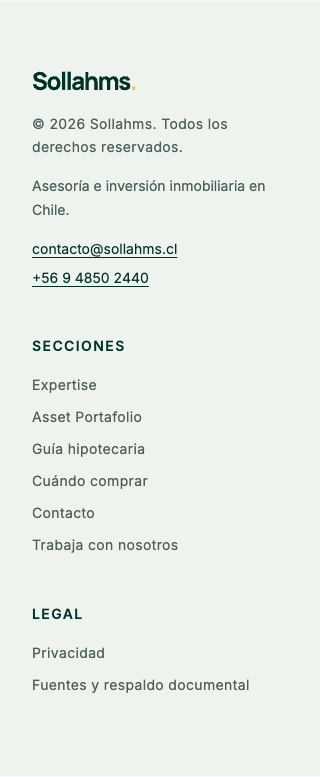 Sollahms.
© 2026 Sollahms. Todos los
derechos reservados.
Asesoría e inversión inmobiliaria en
Chile.
contacto@sollahms.cl
+56 9 4850 2440
SECCIONES
Expertise
Asset Portafolio
Guía hipotecaria
Cuándo comprar
Contacto
Trabaja con nosotros
LEGAL
Privacidad
Fuentes y respaldo documental